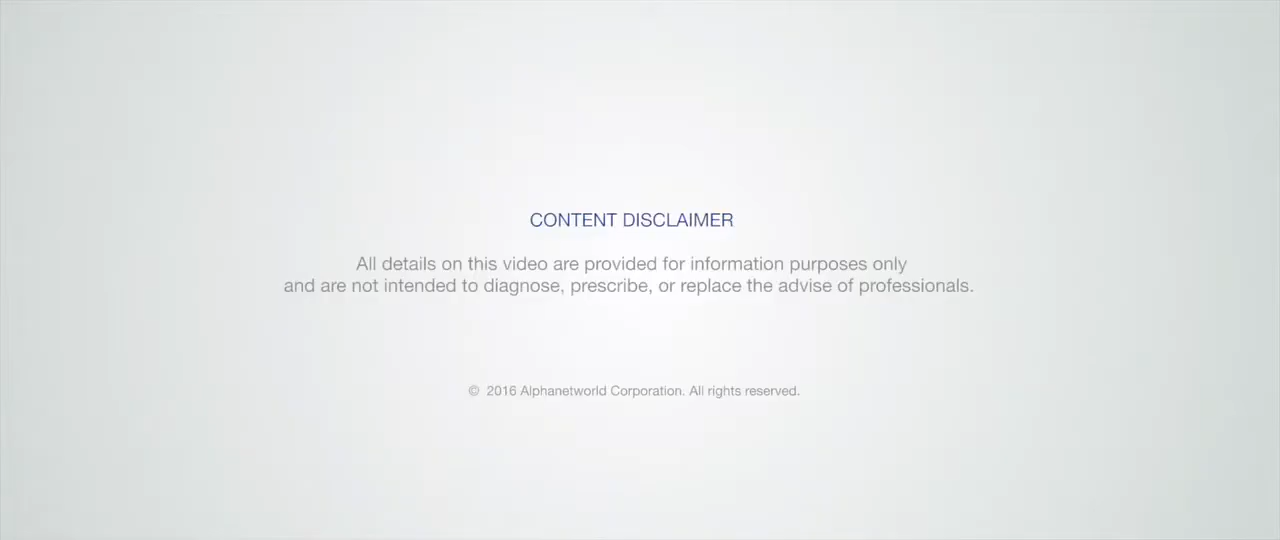 CONTENT DISCLAIMER
All details on this video are provided for information purposes only
and are not intended to diagnose, prescribe, or replace the advise of professionals.
© 2016 Alphanetworld Corporation. All rights reserved.